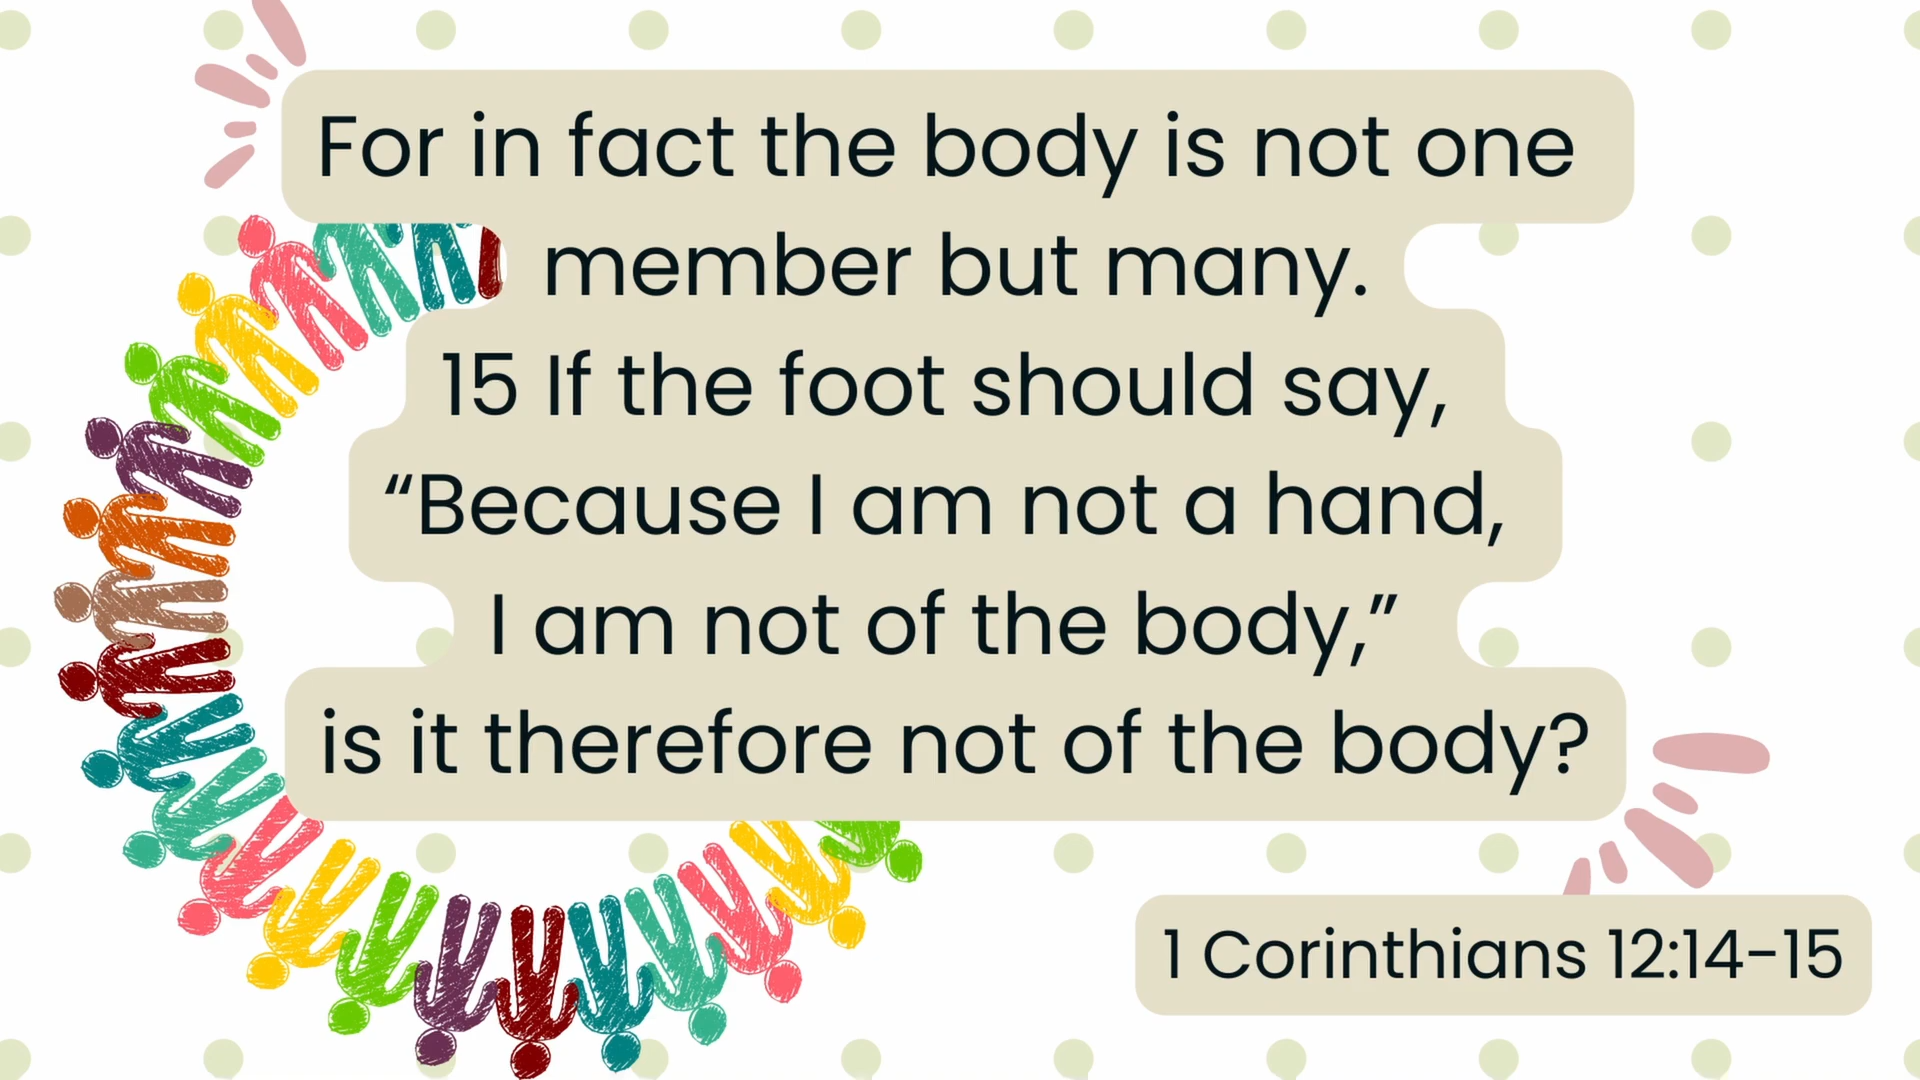 For in fact the body is not one
member but many.
15 If the foot should say,
“Because I am not a hand,
I am not of the body,”
is it therefore not of the body?
1 Corinthians 12:14-15